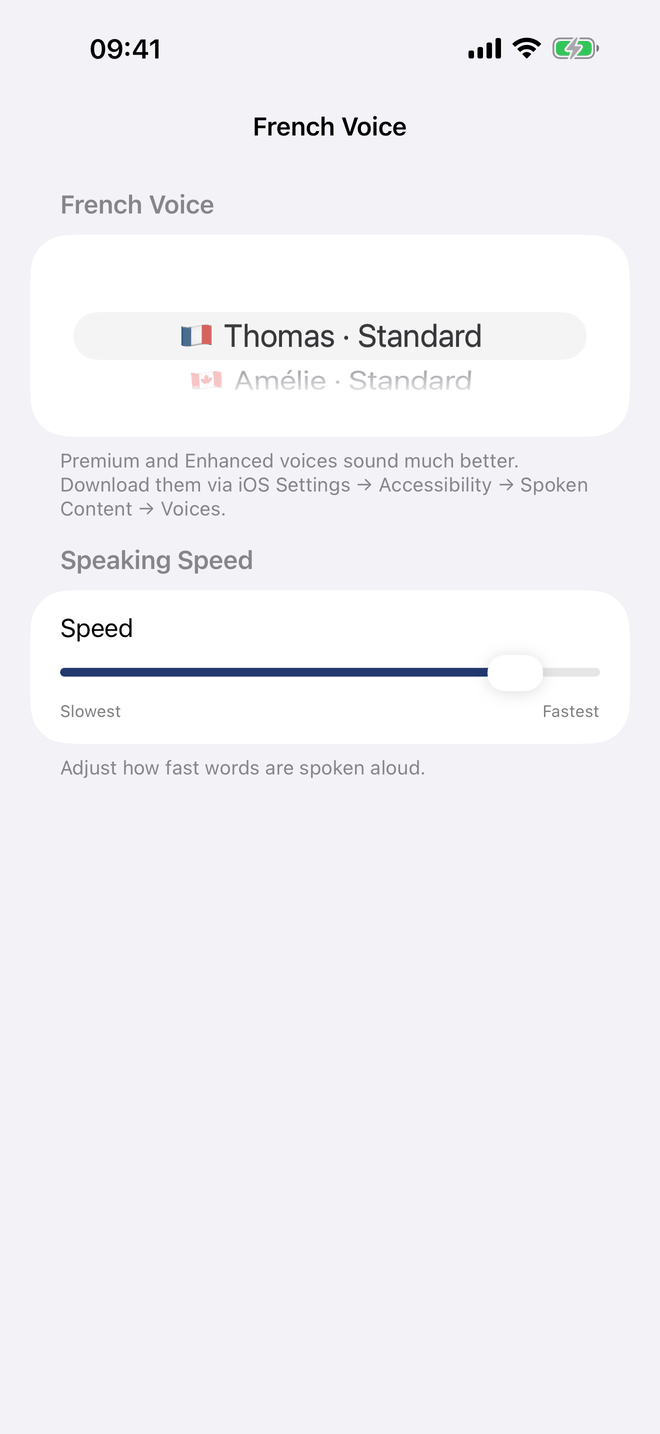 09:41
French Voice
French Voice
🇫🇷 Thomas · Standard
🇨🇦 Amélie · Standard
Premium and Enhanced voices sound much better.
Download them via iOS Settings → Accessibility → Spoken
Content → Voices.
Speaking Speed
Speed
Slowest Fastest
Adjust how fast words are spoken aloud.